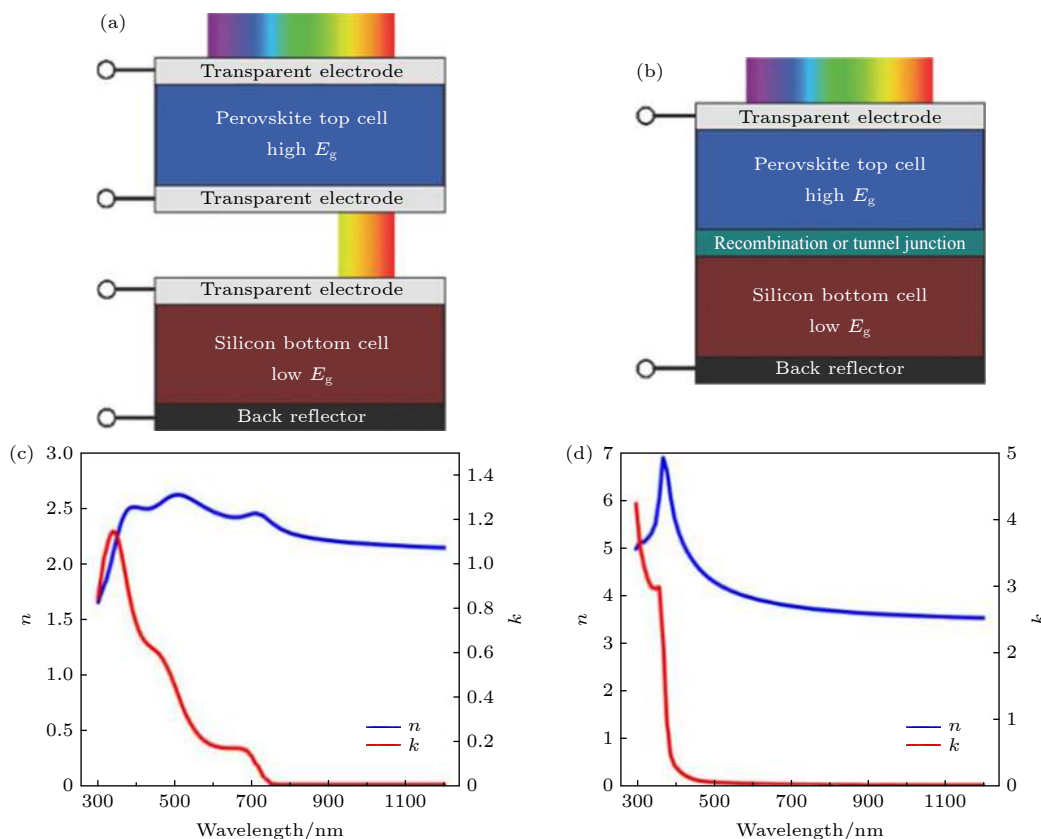 (a)
Transparent electrode
Perovskite top cell
high Eg
Transparent electrode
Transparent electrode
Silicon bottom cell
low Eg
Back reflector
(b)
Transparent electrode
Perovskite top cell
high Eg
Recombination or tunnel junction
Silicon bottom cell
low Eg
Back reflector
(c)
3.0
2.5
2.0
1.5
1.0
0.5
0
n
1.4
1.2
1.0
0.8
0.6
0.4
0.2
0
k
n
k
300
500
700
900
1100
Wavelength/nm
(d)
7
6
5
4
3
2
1
0
n
5
4
3
2
1
0
k
n
k
300
500
700
900
1100
Wavelength/nm